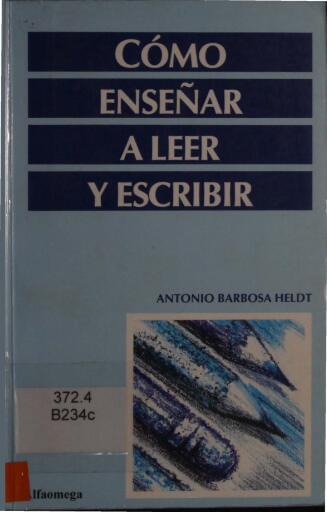 CÓMO
ENSEÑAR
A LEER
Y ESCRIBIR
ANTONIO BARBOSA HELDT
372.4
B234c
lfaomega